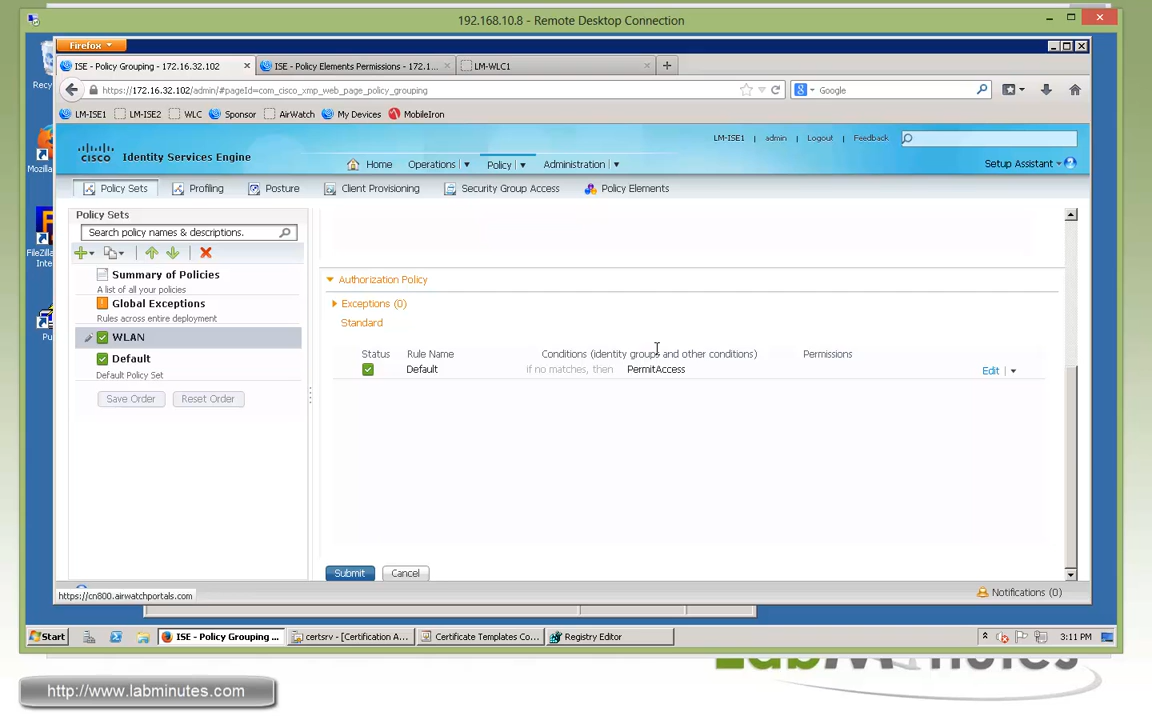 192.168.10.8 - Remote Desktop Connection
Recy
Firefox
ISE - Policy Grouping - 172.16.32.102
ISE - Policy Elements Permissions - 172.1...
LM-WLC1
https://172.16.32.102/admin/#pageId=com_cisco_xmp_web_page_policy_grouping
Google
LM-ISE1 LM-ISE2 WLC Sponsor AirWatch My Devices MobileIron
LM-ISE1 admin Logout Feedback
CISCO Identity Services Engine
Home Operations Policy Administration
Setup Assistant
Mozilla
Policy Sets Profiling Posture Client Provisioning Security Group Access Policy Elements
Policy Sets
Search policy names & descriptions.
FileZilla
Inte
Summary of Policies
A list of all your policies
Global Exceptions
Rules across entire deployment
WLAN
Default
Default Policy Set
Save Order Reset Order
Pu
Authorization Policy
Exceptions (0)
Standard
Status Rule Name Conditions (identity groups and other conditions) Permissions
Default if no matches, then PermitAccess Edit
Submit Cancel
https://cn800.airwatchportals.com
Notifications (0)
Start
ISE - Policy Grouping ...
certsrv - [Certification A...
Certificate Templates Co...
Registry Editor
3:11 PM
LabMinutes
http://www.labminutes.com